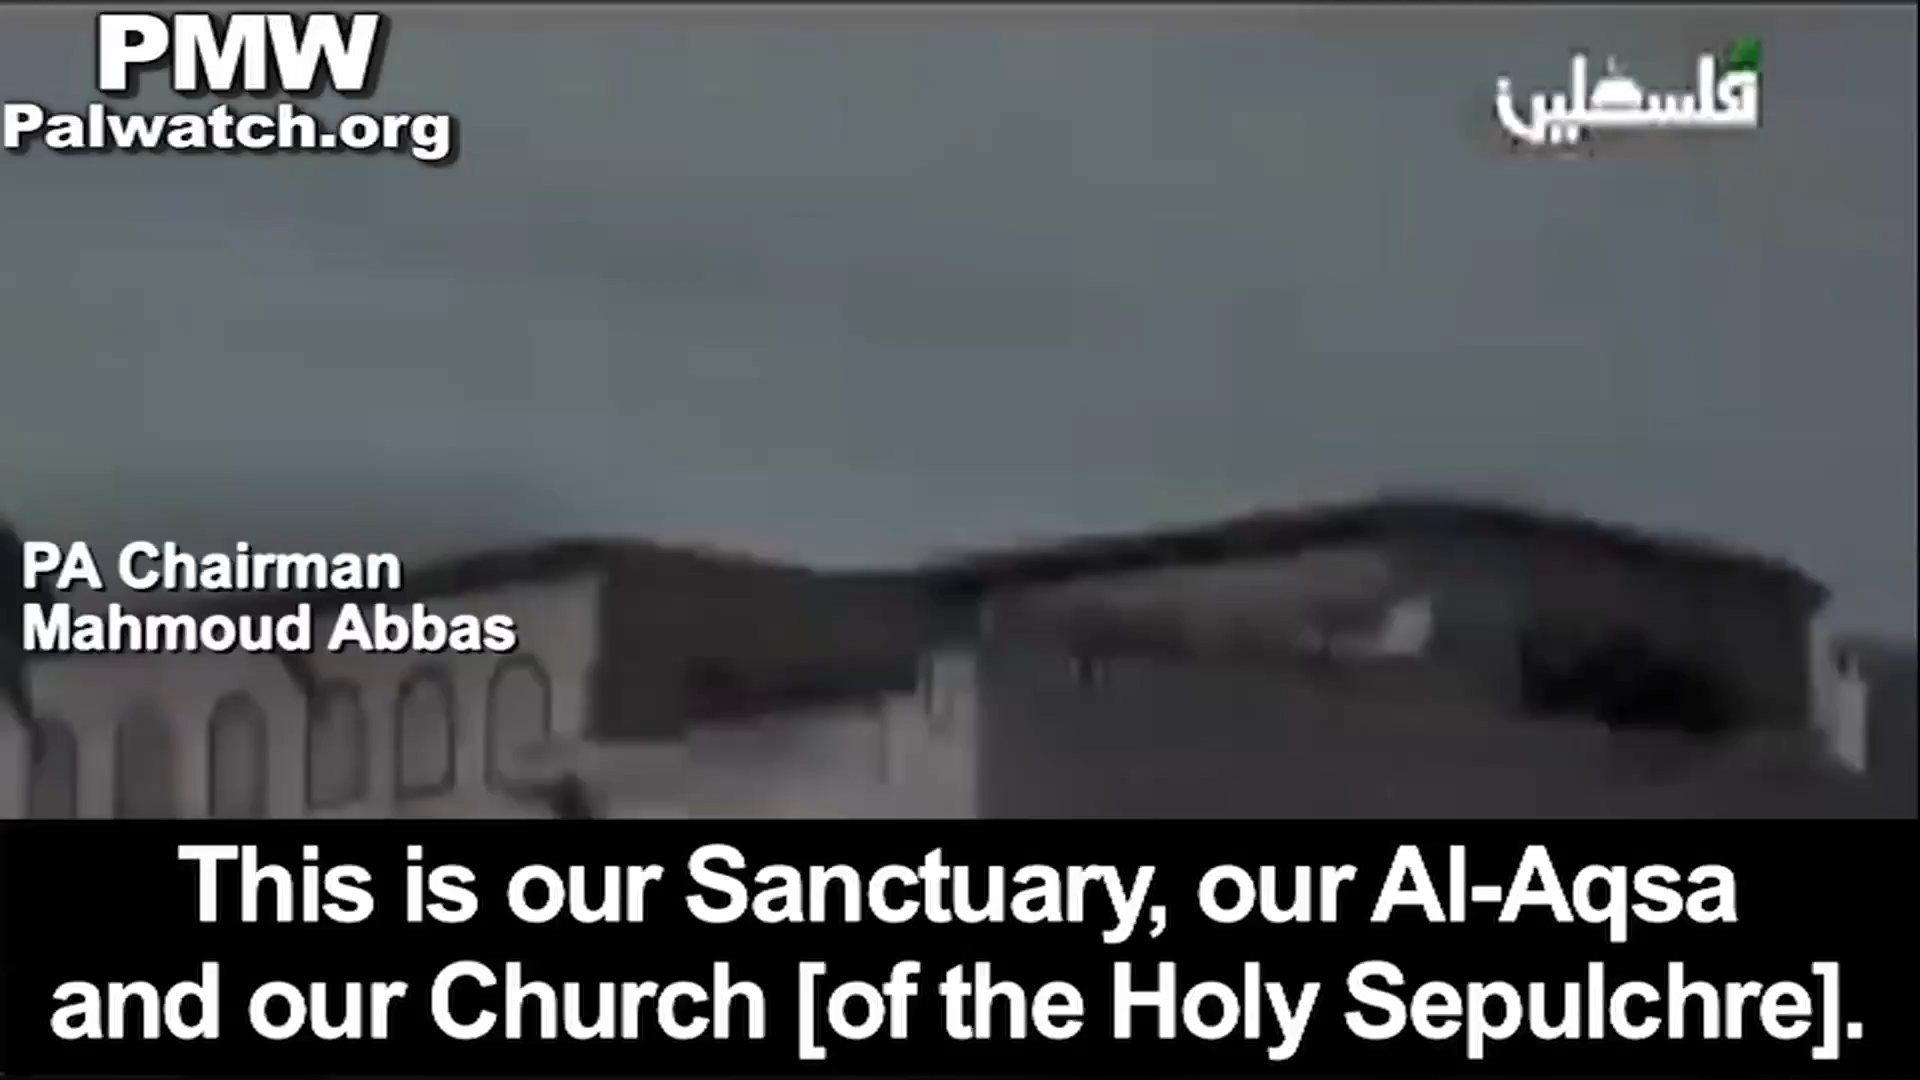 PMW
Palwatch.org
فلسطين
PA Chairman
Mahmoud Abbas
This is our Sanctuary, our Al-Aqsa
and our Church [of the Holy Sepulchre].